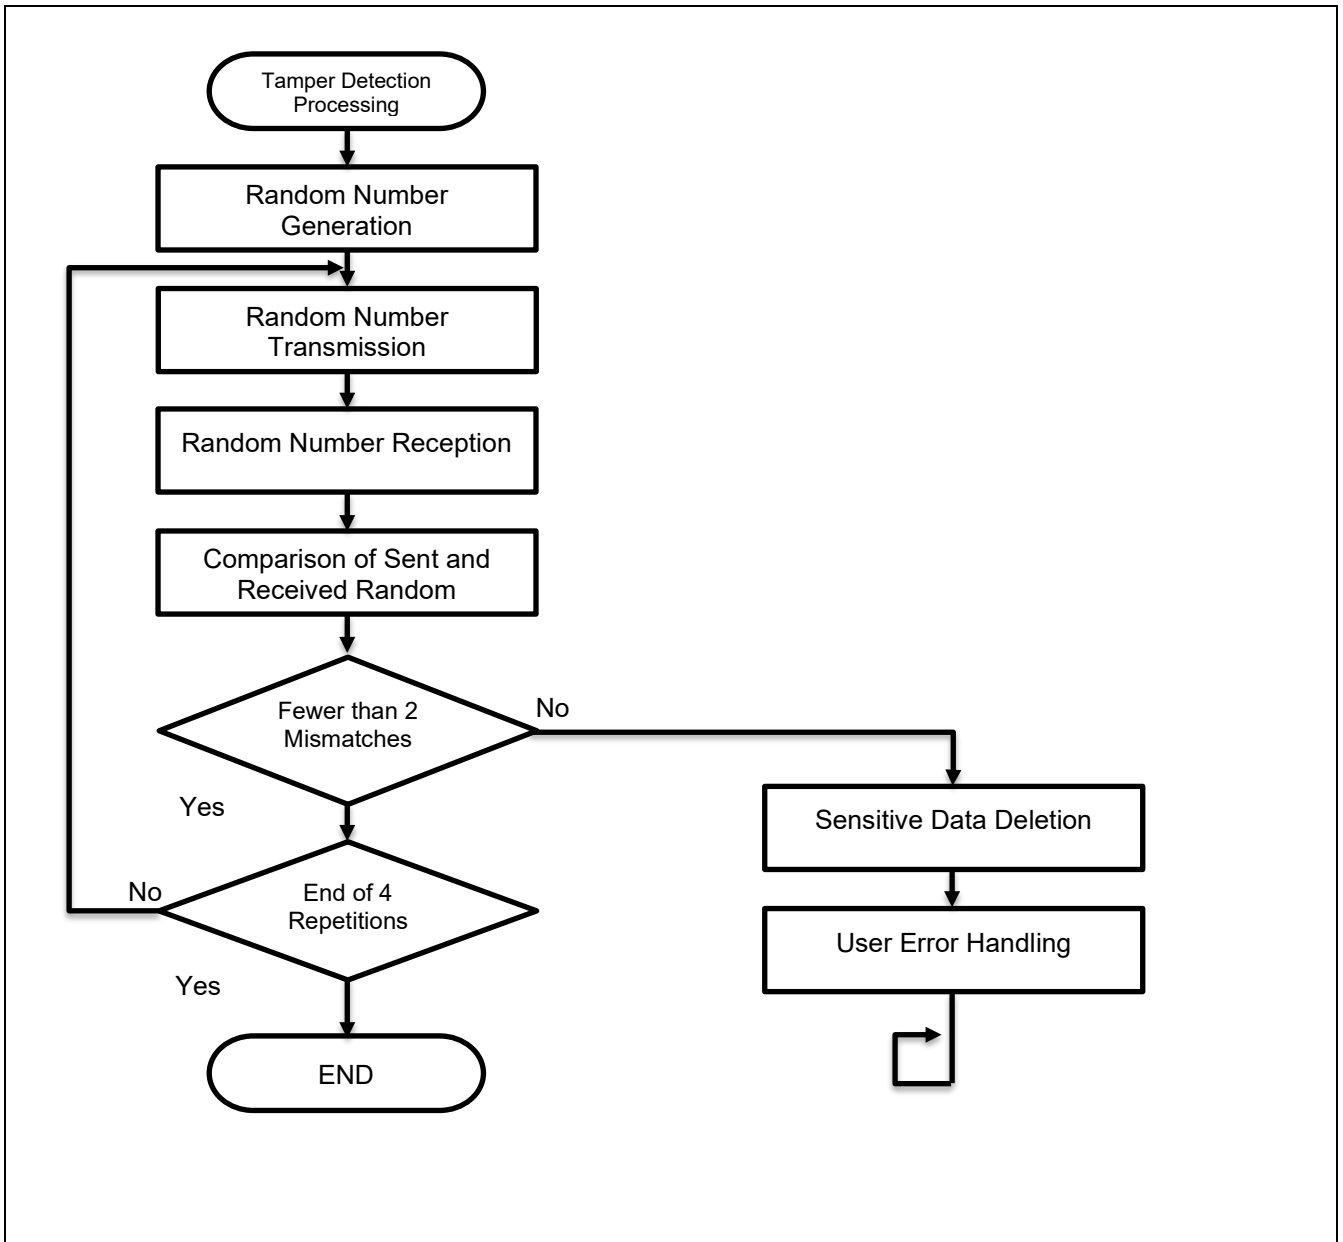 Tamper Detection
Processing
Random Number
Generation
Random Number
Transmission
Random Number Reception
Comparison of Sent and
Received Random
Fewer than 2
Mismatches
No
Yes
Sensitive Data Deletion
No
End of 4
Repetitions
User Error Handling
Yes
END